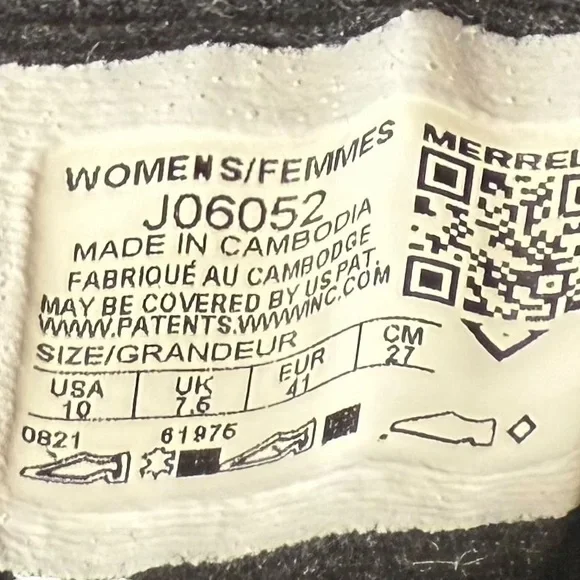 WOMENS/FEMMES
J06052
MADE IN CAMBODIA
FABRIQUÉ AU CAMBODGE
MAY BE COVERED BY US PAT.
WWW.PATENTS.WWWINC.COM
SIZE/GRANDEUR
USA UK EUR CM
10 7.5 41 27
0821 61975
MERREL